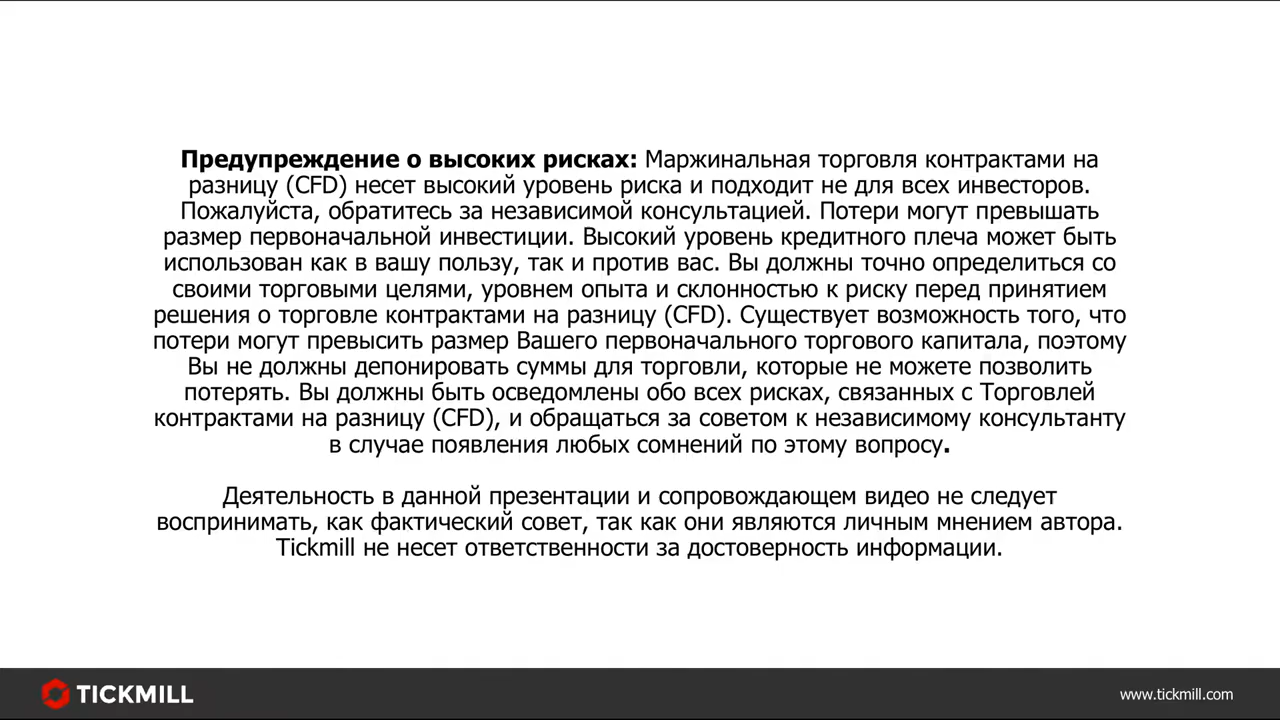 Предупреждение о высоких рисках: Маржинальная торговля контрактами на
разницу (CFD) несет высокий уровень риска и подходит не для всех инвесторов.
Пожалуйста, обратитесь за независимой консультацией. Потери могут превышать
размер первоначальной инвестиции. Высокий уровень кредитного плеча может быть
использован как в вашу пользу, так и против вас. Вы должны точно определиться со
своими торговыми целями, уровнем опыта и склонностью к риску перед принятием
решения о торговле контрактами на разницу (CFD). Существует возможность того, что
потери могут превысить размер Вашего первоначального торгового капитала, поэтому
Вы не должны депонировать суммы для торговли, которые не можете позволить
потерять. Вы должны быть осведомлены обо всех рисках, связанных с Торговлей
контрактами на разницу (CFD), и обращаться за советом к независимому консультанту
в случае появления любых сомнений по этому вопросу.
Деятельность в данной презентации и сопровождающем видео не следует
воспринимать, как фактический совет, так как они являются личным мнением автора.
Tickmill не несет ответственности за достоверность информации.
TICKMILL
www.tickmill.com